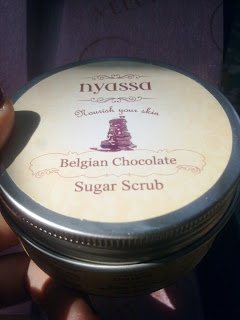 nyassa
Nourish your skin
Belgian Chocolate
Sugar Scrub